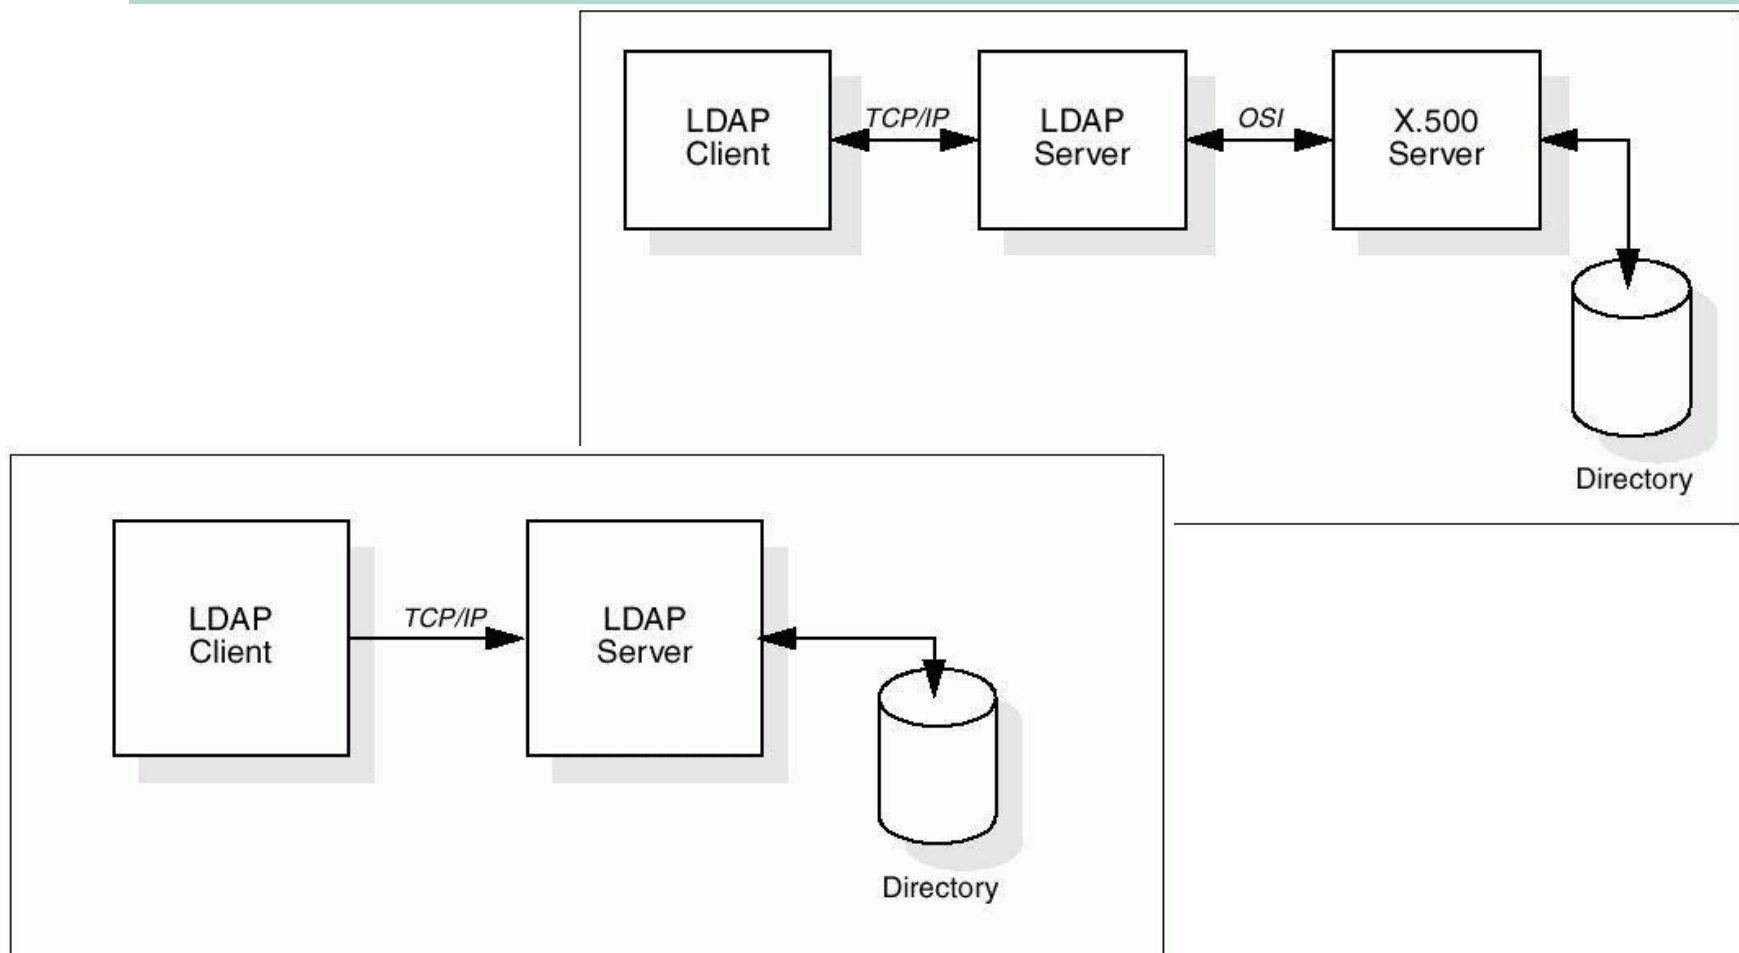 LDAP
Client
TCP/IP
LDAP
Server
OSI
X.500
Server
Directory
LDAP
Client
TCP/IP
LDAP
Server
Directory